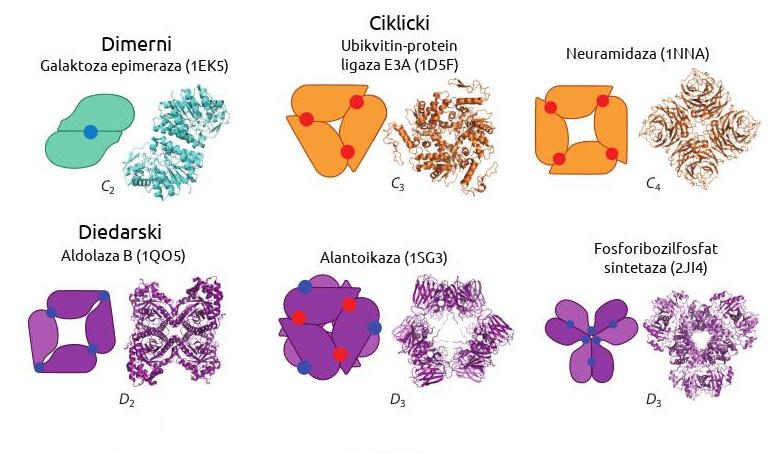 Dimerni
Galaktoza epimeraza (1EK5)
C2
Ciklicki
Ubikvitin-protein
ligaza E3A (1D5F)
C3
Neuramidaza (1NNA)
C4
Diedarski
Aldolaza B (1QO5)
D2
Alantoikaza (1SG3)
D3
Fosforibozilfosfat
sintetaza (2JI4)
D3